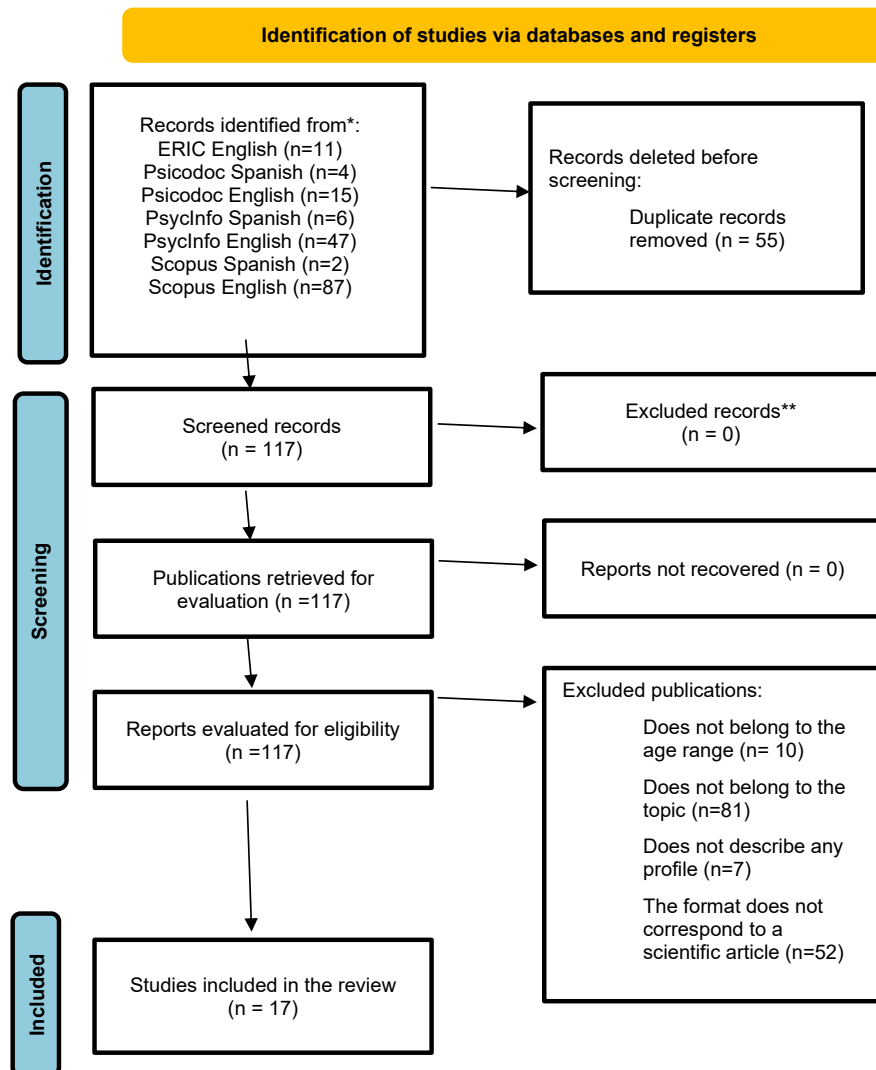 Identification of studies via databases and registers
Identification
Records identified from*:
ERIC English (n=11)
Psicodoc Spanish (n=4)
Psicodoc English (n=15)
PsycInfo Spanish (n=6)
PsycInfo English (n=47)
Scopus Spanish (n=2)
Scopus English (n=87)
Records deleted before
screening:
Duplicate records
removed (n = 55)
Screening
Screened records
(n = 117)
Excluded records**
(n = 0)
Publications retrieved for
evaluation (n =117)
Reports not recovered (n = 0)
Reports evaluated for eligibility
(n =117)
Excluded publications:
Does not belong to the
age range (n= 10)
Does not belong to the
topic (n=81)
Does not describe any
profile (n=7)
The format does not
correspond to a
scientific article (n=52)
Included
Studies included in the review
(n = 17)